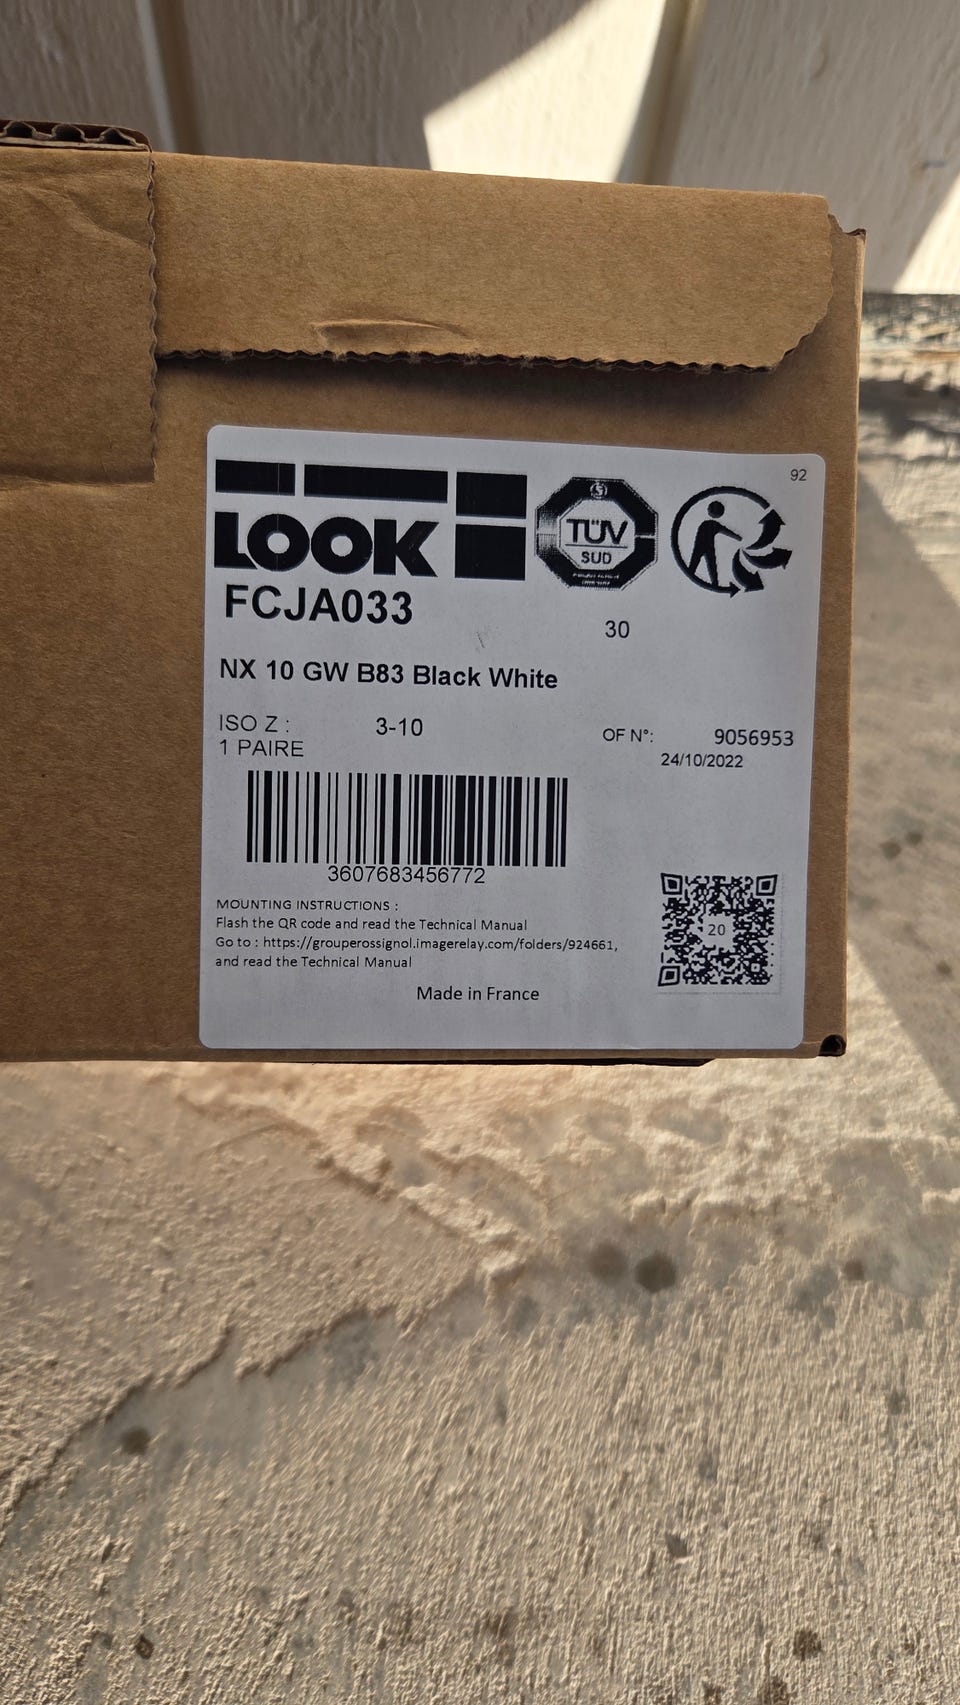 92
LOOK
TÜV
SUD
FCJA033
30
NX 10 GW B83 Black White
ISO Z : 3-10
1 PAIRE
OF N°: 9056953
24/10/2022
3607683456772
MOUNTING INSTRUCTIONS :
Flash the QR code and read the Technical Manual
Go to : https://grouperossignol.imagerelay.com/folders/924661,
and read the Technical Manual
20
Made in France